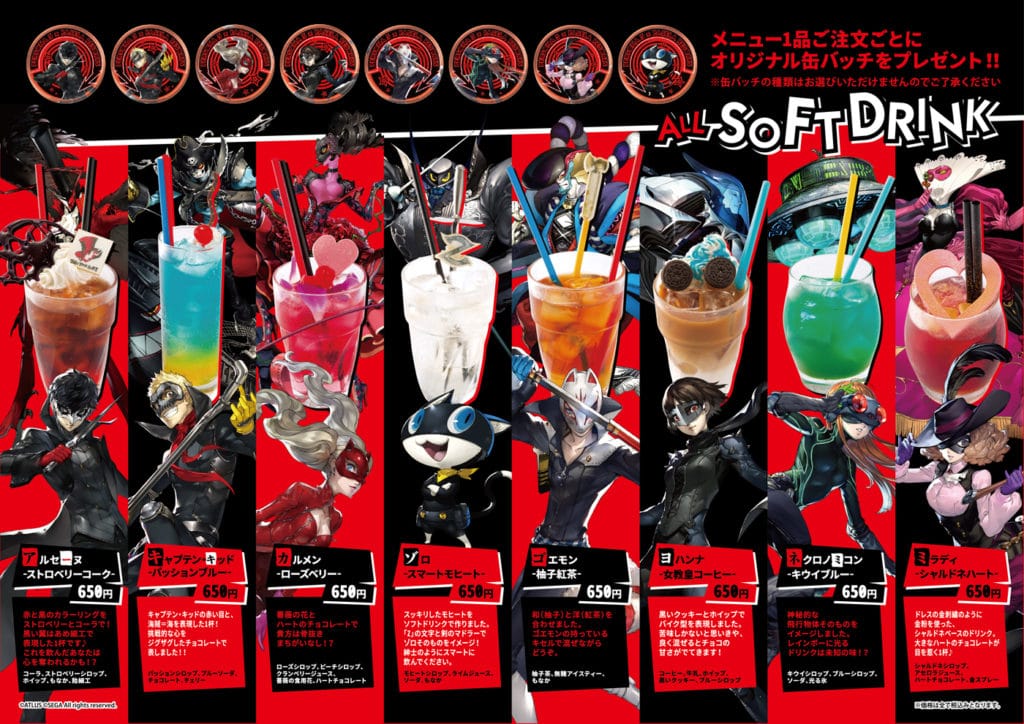 メニュー1品ご注文ごとに
オリジナル缶バッチをプレゼント!!
※缶バッチの種類はお選びいただけませんのでご了承ください
ALL SOFT DRINK
アルセーヌ
-ストロベリーコーク-
650円
赤と黒のカラーリングを
ストロベリーとコーラで!
黒い翼はあめ細工で
表現した1杯です。
これを飲んだあなたは
心を奪われるかも!?
コーラ、ストロベリーシロップ、
ホイップ、もなか、飴細工
キャプテン・キッド
-パッションブルー-
650円
キャプテン・キッドの赤い目と、
海賊=海を表現した1杯!
挑戦的な心を
ジグザグしたチョコレートで
表しました!!
パッションシロップ、ブルーソーダ、
チョコレート、チェリー
カルメン
-ローズベリー-
650円
薔薇の花と
ハートのチョコレートで
貴方は骨抜き
まちがいなし!?
ローズシロップ、ピーチシロップ、
クランベリージュース、
薔薇の食用花、ハートチョコレート
ゾロ
-スマートモヒート-
650円
スッキリしたモヒートを
ソフトドリンクで作りました。
「Z」の文字と剣のマドラーで
ゾロそのものをイメージ!
紳士のようにスマートに
飲んでください。
モヒートシロップ、ライムジュース、
ソーダ、もなか
ゴエモン
-柚子紅茶-
650円
和(柚子)と洋(紅茶)を
合わせました。
ゴエモンの持っている
キセルで混ぜながら
どうぞ。
柚子茶、無糖アイスティー、
もなか
ヨハンナ
-女教皇コーヒー-
650円
黒いクッキーとホイップで
バイク型を表現しました。
苦味しかないと思いきや、
良く混ぜるとチョコの
甘さがでてきます!
コーヒー、牛乳、ホイップ、
黒いクッキー、ブルーシロップ
ネクロノミコン
-キウイブルー-
650円
神秘的な
飛行物体そのものを
イメージしました。
レインボーに光る
ドリンクは未知の味!?
キウイシロップ、ブルーシロップ、
ソーダ、光る氷
ミラディ
-シャルドネハート-
650円
ドレスの金刺繍のように
金粉を使った、
シャルドネベースのドリンク。
大きなハートのチョコレートが
目を惹く1杯♪
シャルドネシロップ、
アセロラジュース、
ハートチョコレート、金スプレー
©ATLUS ©SEGA All rights reserved.
※価格は全て税込みとなります。